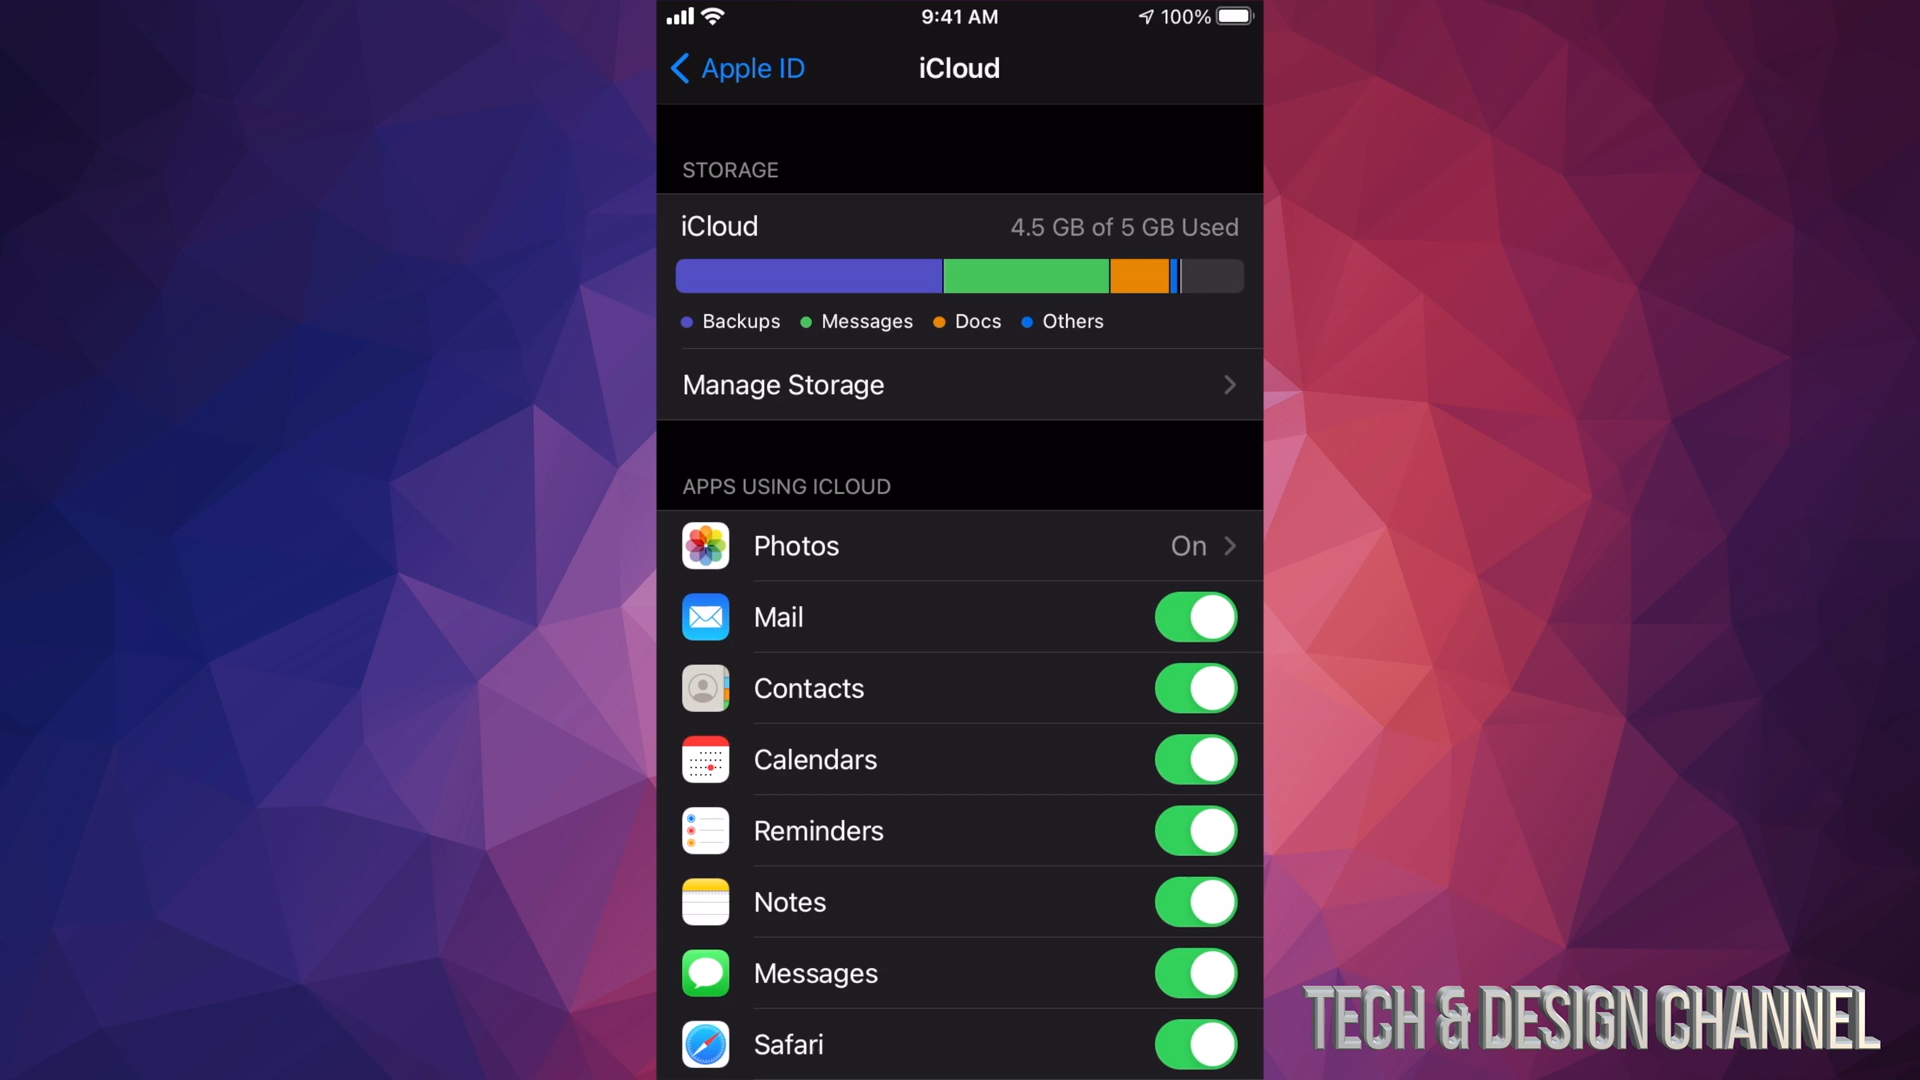 9:41 AM
100%
Apple ID
iCloud
STORAGE
iCloud
4.5 GB of 5 GB Used
Backups
Messages
Docs
Others
Manage Storage
APPS USING ICLOUD
Photos
On
Mail
Contacts
Calendars
Reminders
Notes
Messages
Safari
TECH & DESIGN CHANNEL